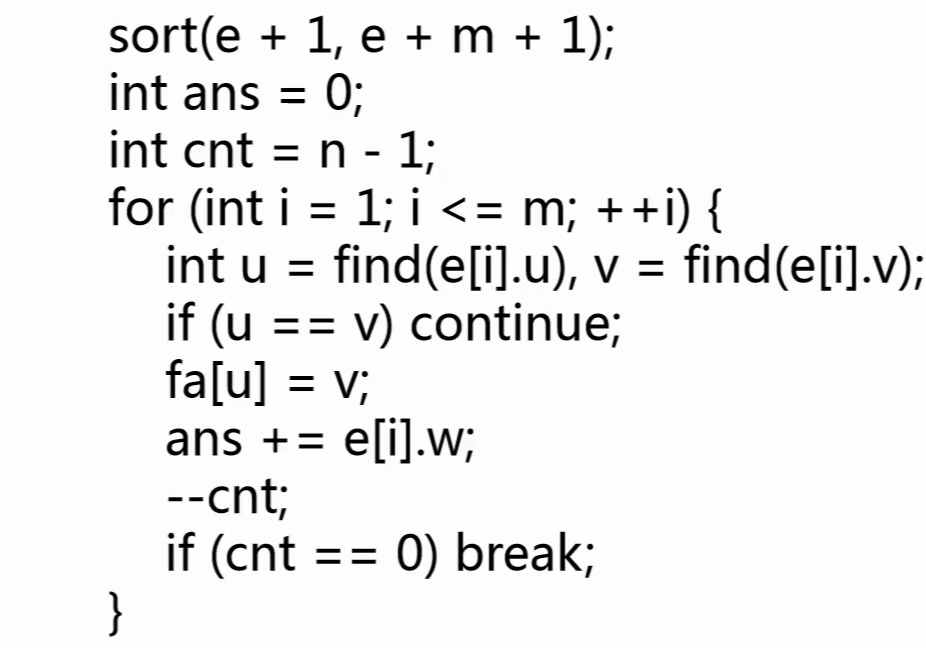 sort(e + 1, e + m + 1);
int ans = 0;
int cnt = n - 1;
for (int i = 1; i <= m; ++i) {
int u = find(e[i].u), v = find(e[i].v);
if (u == v) continue;
fa[u] = v;
ans += e[i].w;
--cnt;
if (cnt == 0) break;
}